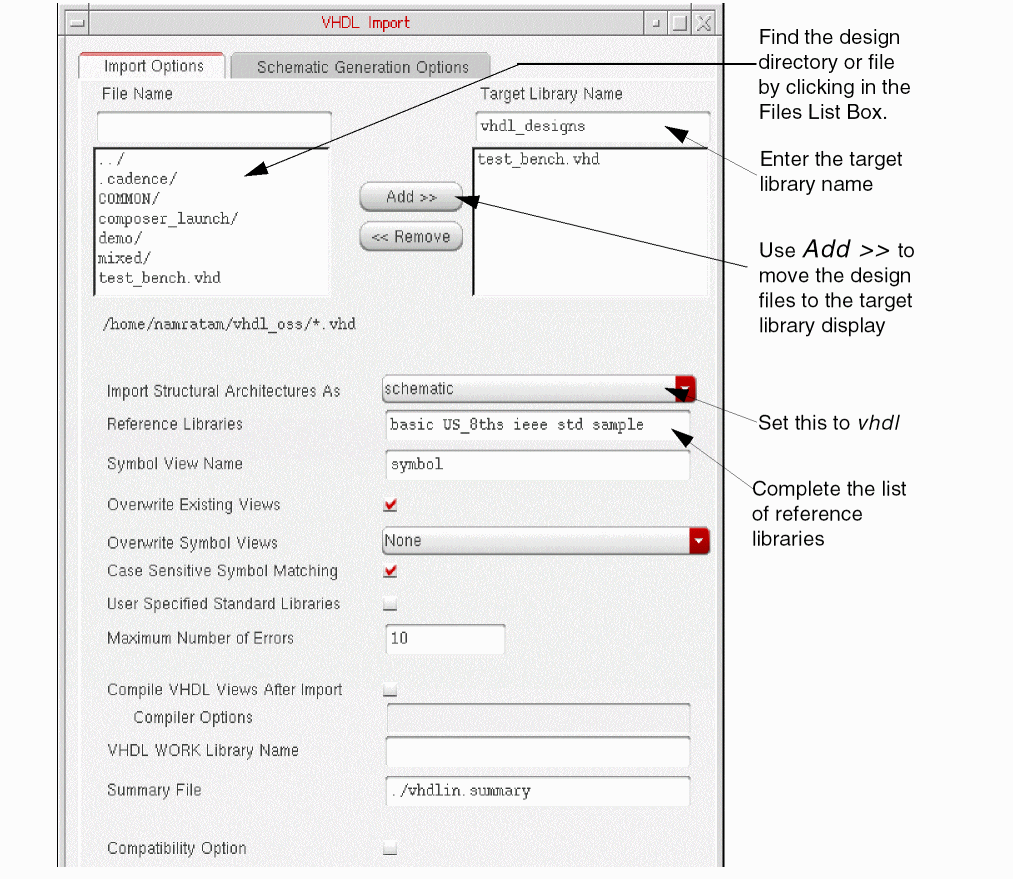 VHDL Import
Import Options
Schematic Generation Options
File Name
Target Library Name
vhdl_designs
../
.cadence/
COMMON/
composer_launch/
demo/
mixed/
test_bench.vhd
Add >>
<< Remove
test_bench.vhd
/home/namratam/vhdl_oss/*.vhd
Import Structural Architectures As
schematic
Reference Libraries
basic US_8ths ieee std sample
Symbol View Name
symbol
Overwrite Existing Views
Overwrite Symbol Views
None
Case Sensitive Symbol Matching
User Specified Standard Libraries
Maximum Number of Errors
10
Compile VHDL Views After Import
Compiler Options
VHDL WORK Library Name
Summary File
./vhdlin.summary
Compatibility Option
Find the design
directory or file
by clicking in the
Files List Box.
Enter the target
library name
Use Add >> to
move the design
files to the target
library display
Set this to vhdl
Complete the list
of reference
libraries